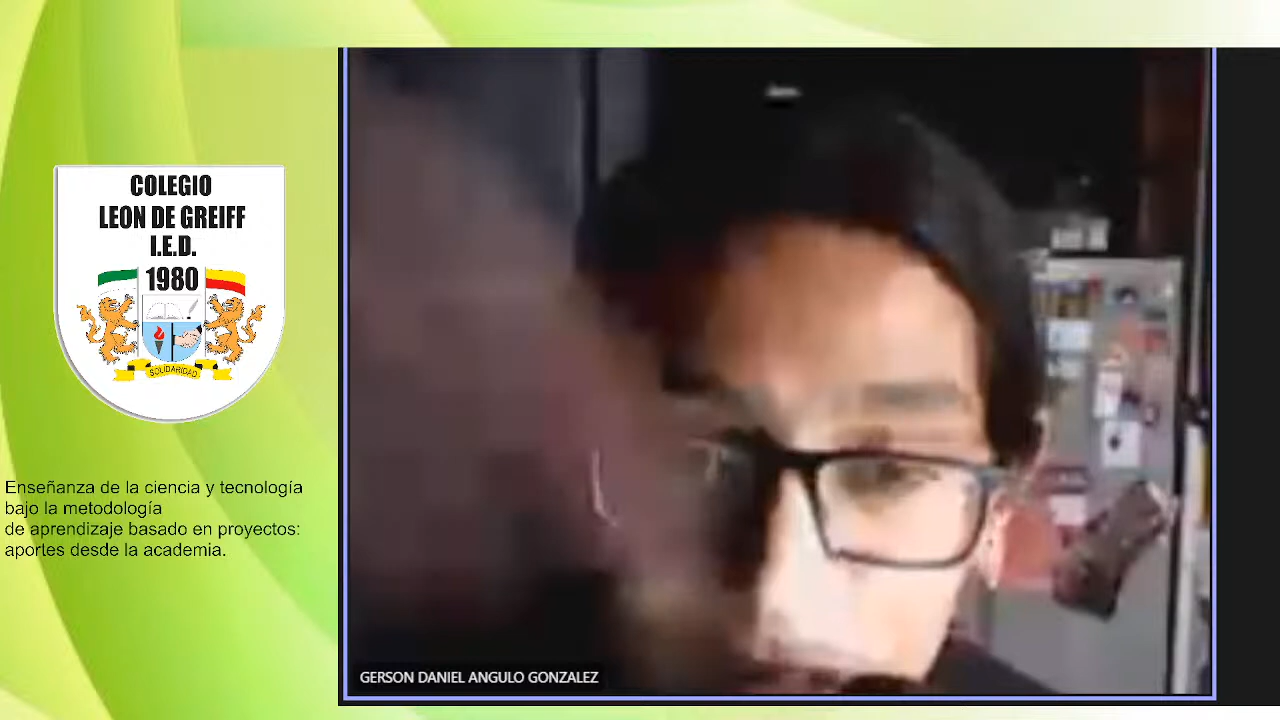 COLEGIO
LEON DE GREIFF
I.E.D.
1980
SOLIDARIDAD
Enseñanza de la ciencia y tecnología
bajo la metodología
de aprendizaje basado en proyectos:
aportes desde la academia.
GERSON DANIEL ANGULO GONZALEZ